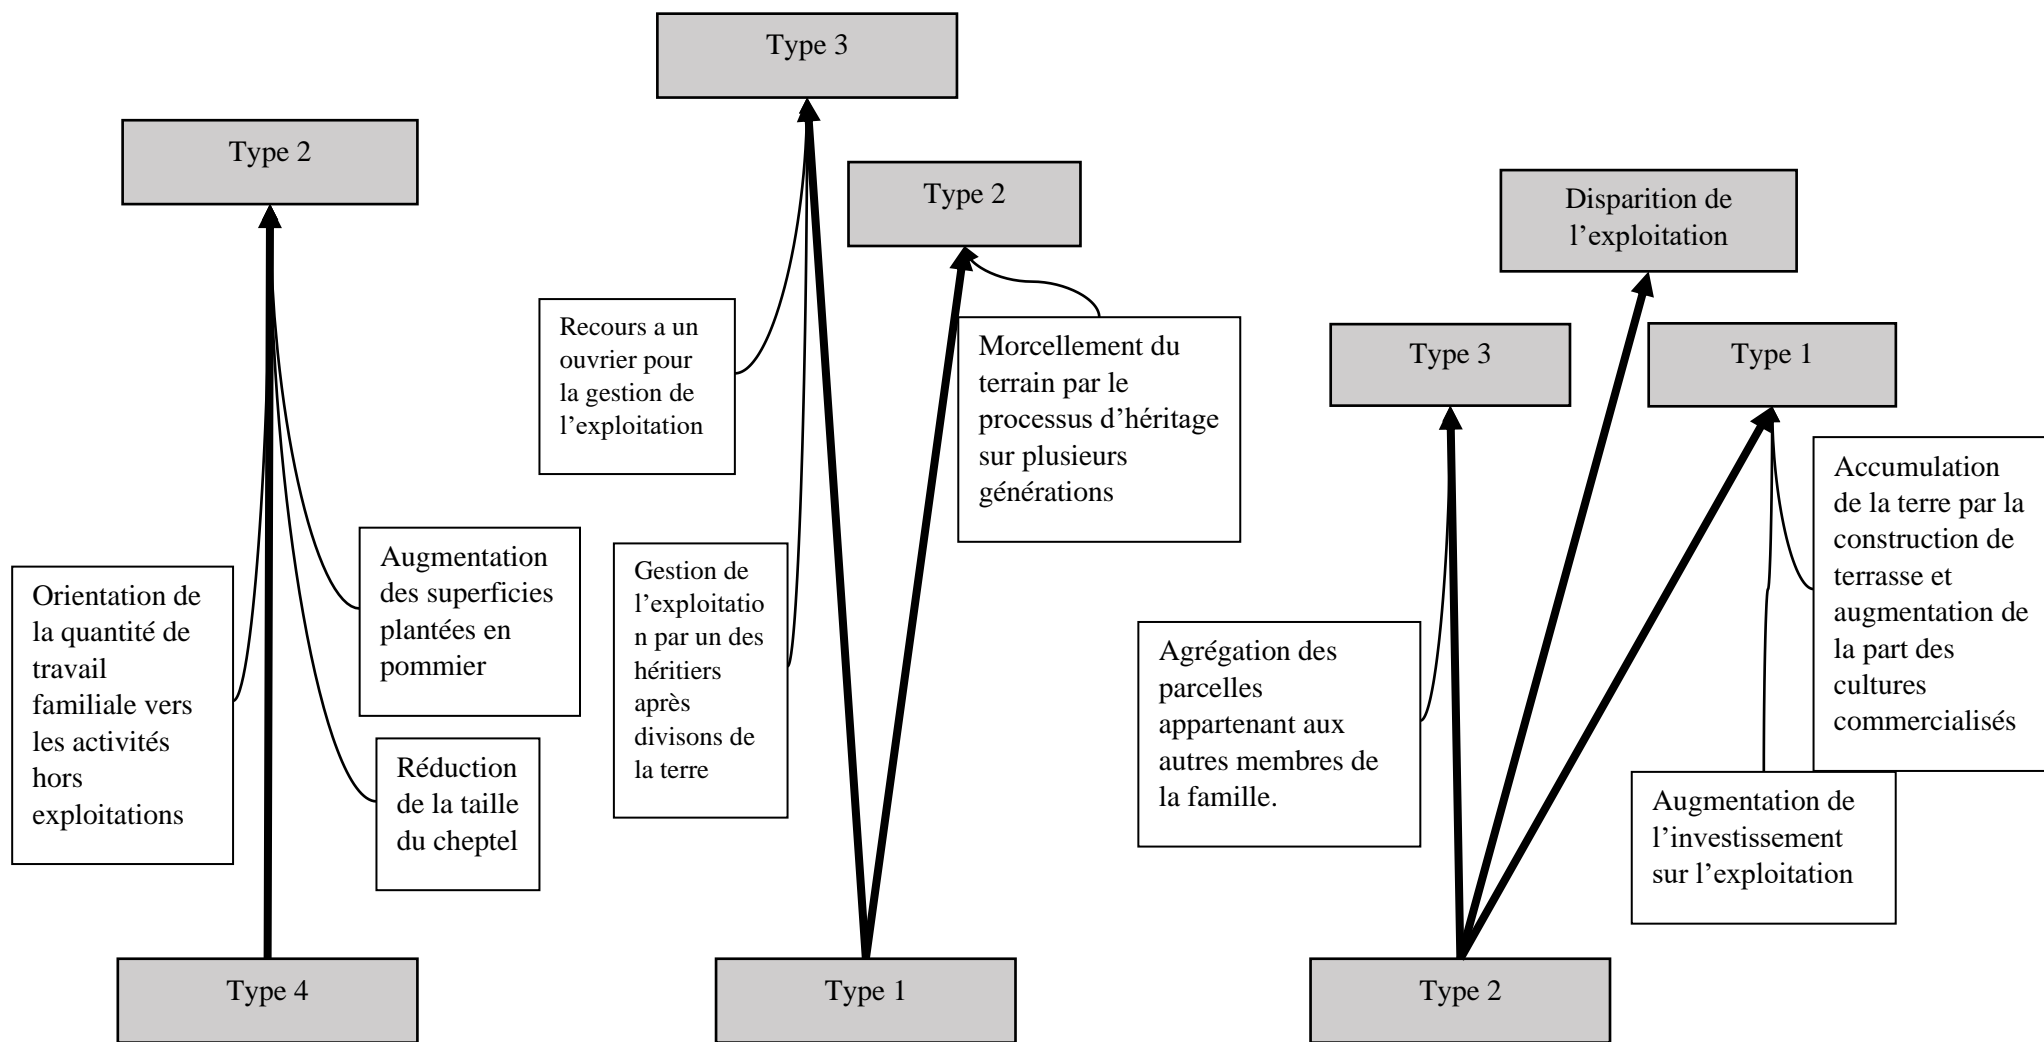 Type 3
Type 2
Type 2
Disparition de
l’exploitation
Recours a un
ouvrier pour
la gestion de
l’exploitation
Morcellement du
terrain par le
processus d’héritage
sur plusieurs
générations
Type 3
Type 1
Accumulation
de la terre par la
construction de
terrasse et
augmentation de
la part des
cultures
commercialisés
Augmentation
des superficies
plantées en
pommier
Gestion de
l’exploitatio
n par un des
héritiers
après
divisons de
la terre
Orientation de
la quantité de
travail
familiale vers
les activités
hors
exploitations
Agrégation des
parcelles
appartenant aux
autres membres de
la famille.
Réduction
de la taille
du cheptel
Augmentation de
l’investissement
sur l’exploitation
Type 4
Type 1
Type 2